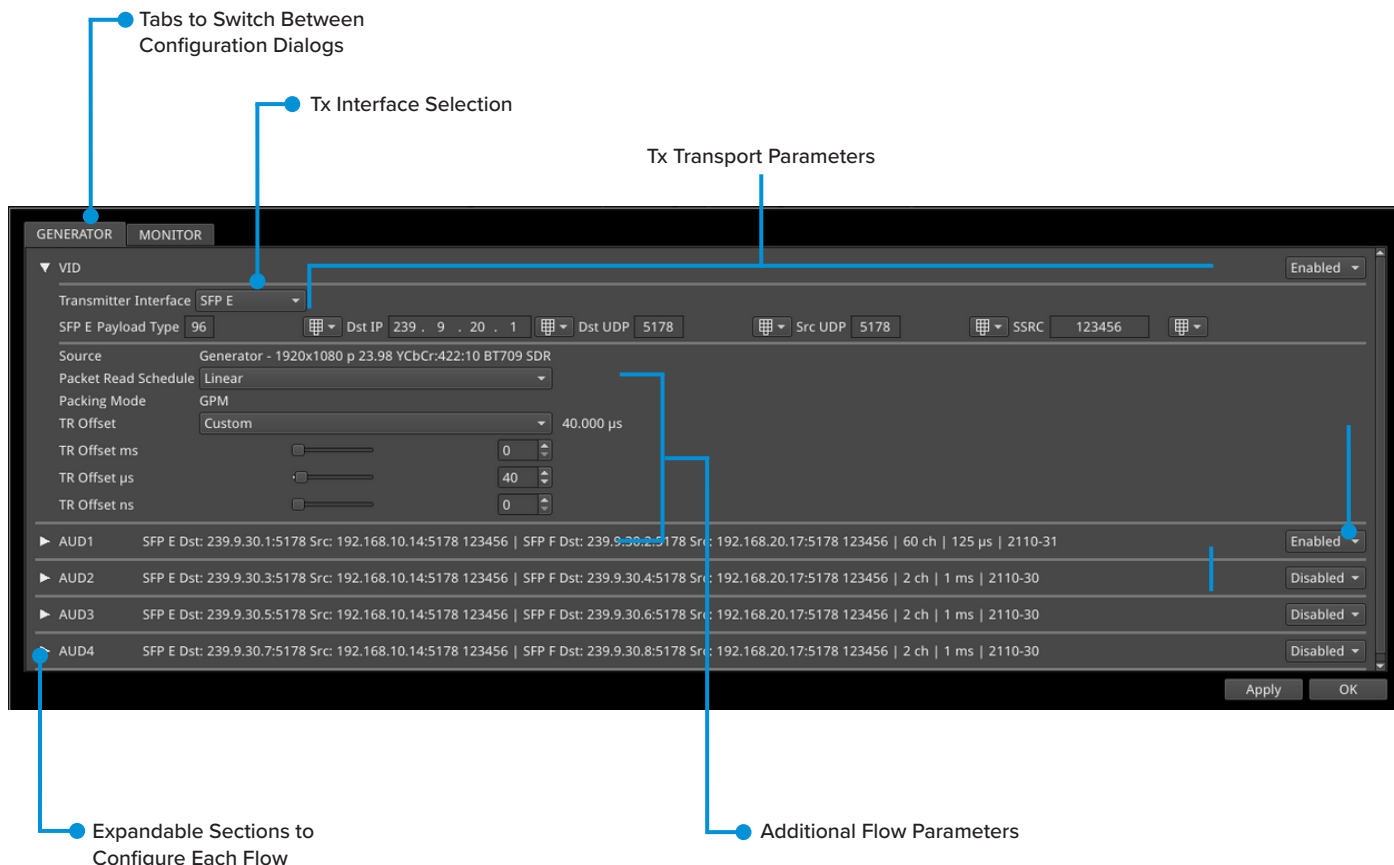 Tabs to Switch Between
Configuration Dialogs
Tx Interface Selection
Tx Transport Parameters
GENERATOR MONITOR
VID Enabled
Transmitter Interface SFP E
SFP E Payload Type 96 Dst IP 239 . 9 . 20 . 1 Dst UDP 5178 Src UDP 5178 SSRC 123456
Source Generator - 1920x1080 p 23.98 YCbCr:422:10 BT709 SDR
Packet Read Schedule Linear
Packing Mode GPM
TR Offset Custom 40.000 µs
TR Offset ms 0
TR Offset µs 40
TR Offset ns 0
AUD1 SFP E Dst: 239.9.30.1:5178 Src: 192.168.10.14:5178 123456 | SFP F Dst: 239.9.30.2:5178 Src: 192.168.20.17:5178 123456 | 60 ch | 125 µs | 2110-31 Enabled
AUD2 SFP E Dst: 239.9.30.3:5178 Src: 192.168.10.14:5178 123456 | SFP F Dst: 239.9.30.4:5178 Src: 192.168.20.17:5178 123456 | 2 ch | 1 ms | 2110-30 Disabled
AUD3 SFP E Dst: 239.9.30.5:5178 Src: 192.168.10.14:5178 123456 | SFP F Dst: 239.9.30.6:5178 Src: 192.168.20.17:5178 123456 | 2 ch | 1 ms | 2110-30 Disabled
AUD4 SFP E Dst: 239.9.30.7:5178 Src: 192.168.10.14:5178 123456 | SFP F Dst: 239.9.30.8:5178 Src: 192.168.20.17:5178 123456 | 2 ch | 1 ms | 2110-30 Disabled
Apply OK
Expandable Sections to
Configure Each Flow
Additional Flow Parameters